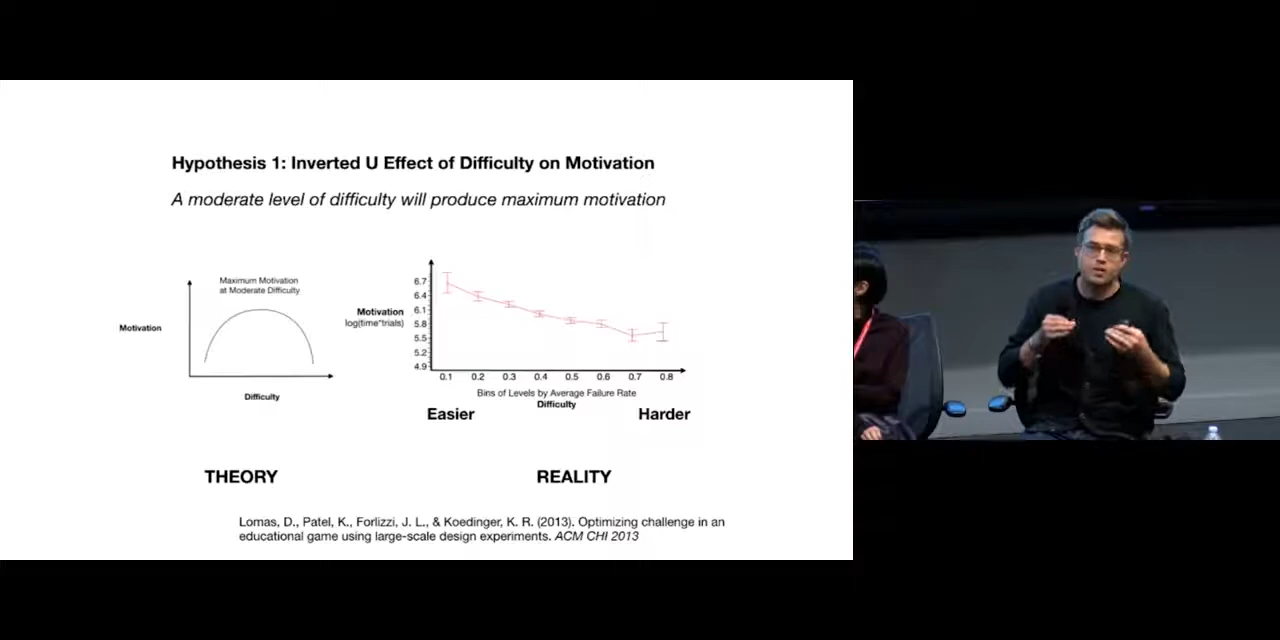 Hypothesis 1: Inverted U Effect of Difficulty on Motivation
A moderate level of difficulty will produce maximum motivation
Maximum Motivation
at Moderate Difficulty
Motivation
Difficulty
THEORY
Motivation
log(time*trials)
6.7
6.4
6.1
5.8
5.5
5.2
4.9
0.1 0.2 0.3 0.4 0.5 0.6 0.7 0.8
Bins of Levels by Average Failure Rate
Difficulty
Easier
Harder
REALITY
Lomas, D., Patel, K., Forlizzi, J. L., & Koedinger, K. R. (2013). Optimizing challenge in an
educational game using large-scale design experiments. ACM CHI 2013